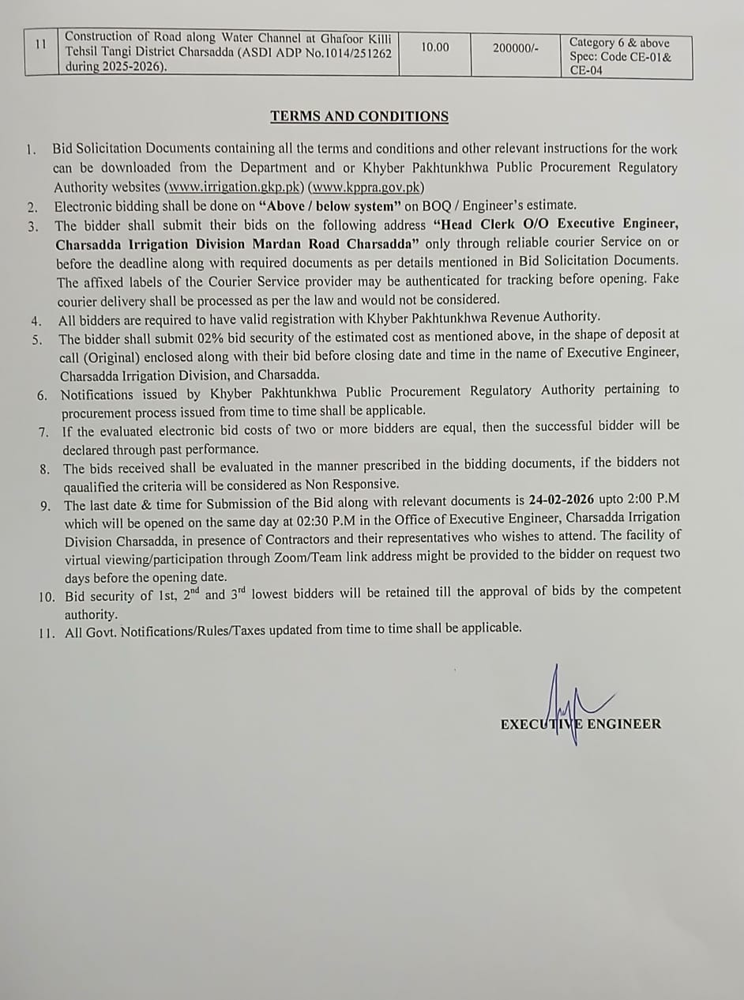 11 Construction of Road along Water Channel at Ghafoor Killi 10.00 200000/- Category 6 & above
Tehsil Tangi District Charsadda (ASDI ADP No.1014/251262 Spec: Code CE-01&
during 2025-2026). CE-04
TERMS AND CONDITIONS
1. Bid Solicitation Documents containing all the terms and conditions and other relevant instructions for the work
can be downloaded from the Department and or Khyber Pakhtunkhwa Public Procurement Regulatory
Authority websites (www.irrigation.gkp.pk) (www.kppra.gov.pk)
2. Electronic bidding shall be done on “Above / below system” on BOQ / Engineer’s estimate.
3. The bidder shall submit their bids on the following address “Head Clerk O/O Executive Engineer,
Charsadda Irrigation Division Mardan Road Charsadda” only through reliable courier Service on or
before the deadline along with required documents as per details mentioned in Bid Solicitation Documents.
The affixed labels of the Courier Service provider may be authenticated for tracking before opening. Fake
courier delivery shall be processed as per the law and would not be considered.
4. All bidders are required to have valid registration with Khyber Pakhtunkhwa Revenue Authority.
5. The bidder shall submit 02% bid security of the estimated cost as mentioned above, in the shape of deposit at
call (Original) enclosed along with their bid before closing date and time in the name of Executive Engineer,
Charsadda Irrigation Division, and Charsadda.
6. Notifications issued by Khyber Pakhtunkhwa Public Procurement Regulatory Authority pertaining to
procurement process issued from time to time shall be applicable.
7. If the evaluated electronic bid costs of two or more bidders are equal, then the successful bidder will be
declared through past performance.
8. The bids received shall be evaluated in the manner prescribed in the bidding documents, if the bidders not
qaualified the criteria will be considered as Non Responsive.
9. The last date & time for Submission of the Bid along with relevant documents is 24-02-2026 upto 2:00 P.M
which will be opened on the same day at 02:30 P.M in the Office of Executive Engineer, Charsadda Irrigation
Division Charsadda, in presence of Contractors and their representatives who wishes to attend. The facility of
virtual viewing/participation through Zoom/Team link address might be provided to the bidder on request two
days before the opening date.
10. Bid security of 1st, 2nd and 3rd lowest bidders will be retained till the approval of bids by the competent
authority.
11. All Govt. Notifications/Rules/Taxes updated from time to time shall be applicable.
EXECUTIVE ENGINEER